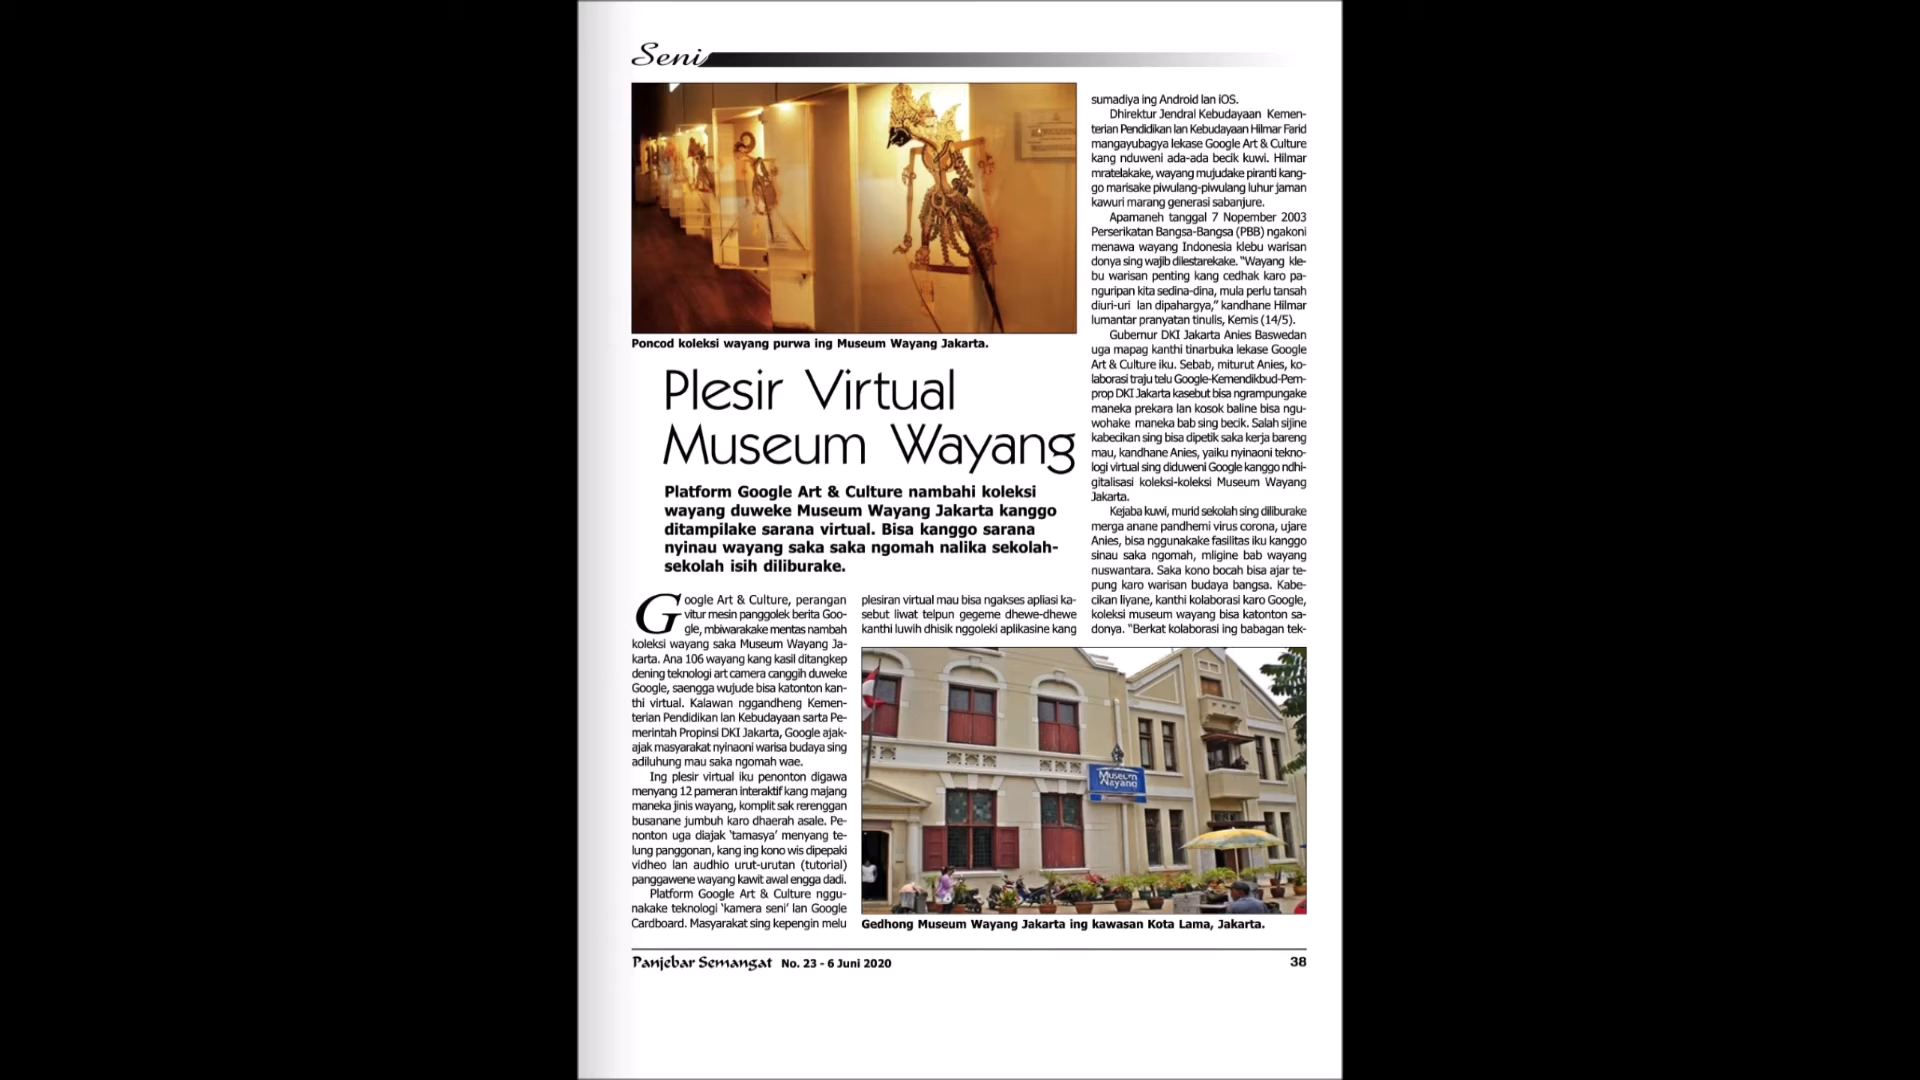 Seni
Poncod koleksi wayang purwa ing Museum Wayang Jakarta.
Plesir Virtual
Museum Wayang
Platform Google Art & Culture nambahi koleksi
wayang duweke Museum Wayang Jakarta kanggo
ditampilake sarana virtual. Bisa kanggo sarana
nyinau wayang saka saka ngomah nalika sekolah-
sekolah isih diliburake.
Google Art & Culture, perangan
vitur mesin panggolek berita Goo-
gle, mbiwarakake mentas nambah
koleksi wayang saka Museum Wayang Ja-
karta. Ana 106 wayang kang kasil ditangkep
dening teknologi art camera canggih duweke
Google, saengga wujude bisa katonton kan-
thi virtual. Kalawan nggandheng Kemen-
terian Pendidikan lan Kebudayaan sarta Pe-
merintah Propinsi DKI Jakarta, Google ajak-
ajak masyarakat nyinaoni warisa budaya sing
adiluhung mau saka ngomah wae.
Ing plesir virtual iku penonton digawa
menyang 12 pameran interaktif kang majang
maneka jinis wayang, komplit sak rerenggan
busanane jumbuh karo dhaerah asale. Pe-
nonton uga diajak ‘tamasya’ menyang te-
lung panggonan, kang ing kono wis dipepaki
vidheo lan audhio urut-urutan (tutorial)
panggawene wayang kawit awal engga dadi.
Platform Google Art & Culture nggu-
nakake teknologi ‘kamera seni’ lan Google
Cardboard. Masyarakat sing kepengin melu
plesiran virtual mau bisa ngakses apliasi ka-
sebut liwat telpun gegeme dhewe-dhewe
kanthi luwih dhisik nggoleki aplikasine kang
sumadiya ing Android lan iOS.
Dhirektur Jendral Kebudayaan Kemen-
terian Pendidikan lan Kebudayaan Hilmar Farid
mangayubagya lekase Google Art & Culture
kang nduweni ada-ada becik kuwi. Hilmar
mratelakake, wayang mujudake piranti kang-
go marisake piwulang-piwulang luhur jaman
kawuri marang generasi sabanjure.
Apamaneh tanggal 7 Nopember 2003
Perserikatan Bangsa-Bangsa (PBB) ngakoni
menawa wayang Indonesia klebu warisan
donya sing wajib dilestarekake. “Wayang kle-
bu warisan penting kang cedhak karo pa-
nguripan kita sedina-dina, mula perlu tansah
diuri-uri lan dipahargya,” kandhane Hilmar
lumantar pranyatan tinulis, Kemis (14/5).
Gubernur DKI Jakarta Anies Baswedan
uga mapag kanthi tinarbuka lekase Google
Art & Culture iku. Sebab, miturut Anies, ko-
laborasi traju telu Google-Kemendikbud-Pem-
prop DKI Jakarta kasebut bisa ngrampungake
maneka prekara lan kosok baline bisa ngu-
wohake maneka bab sing becik. Salah sijine
kabecikan sing bisa dipetik saka kerja bareng
mau, kandhane Anies, yaiku nyinaoni tekno-
logi virtual sing diduweni Google kanggo ndhi-
gitalisasi koleksi-koleksi Museum Wayang
Jakarta.
Kejaba kuwi, murid sekolah sing diliburake
merga anane pandhemi virus corona, ujare
Anies, bisa nggunakake fasilitas iku kanggo
sinau saka ngomah, mligine bab wayang
nuswantara. Saka kono bocah bisa ajar te-
pung karo warisan budaya bangsa. Kabe-
cikan liyane, kanthi kolaborasi karo Google,
koleksi museum wayang bisa katonton sa-
donya. “Berkat kolaborasi ing babagan tek-
Museum
Wayang
Gedhong Museum Wayang Jakarta ing kawasan Kota Lama, Jakarta.
Panjebar Semangat No. 23 - 6 Juni 2020
38